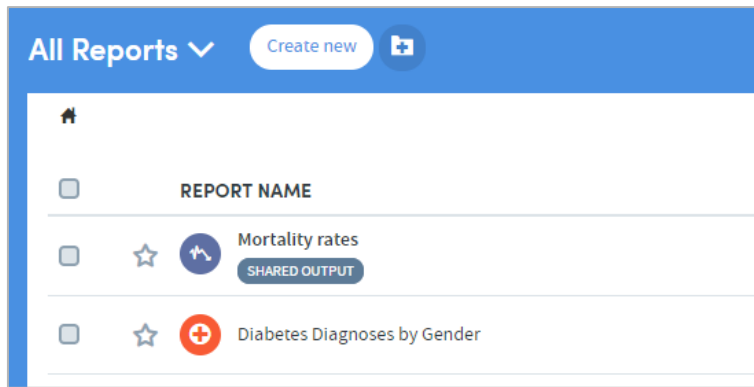 All Reports
Create new
REPORT NAME
Mortality rates
SHARED OUTPUT
Diabetes Diagnoses by Gender